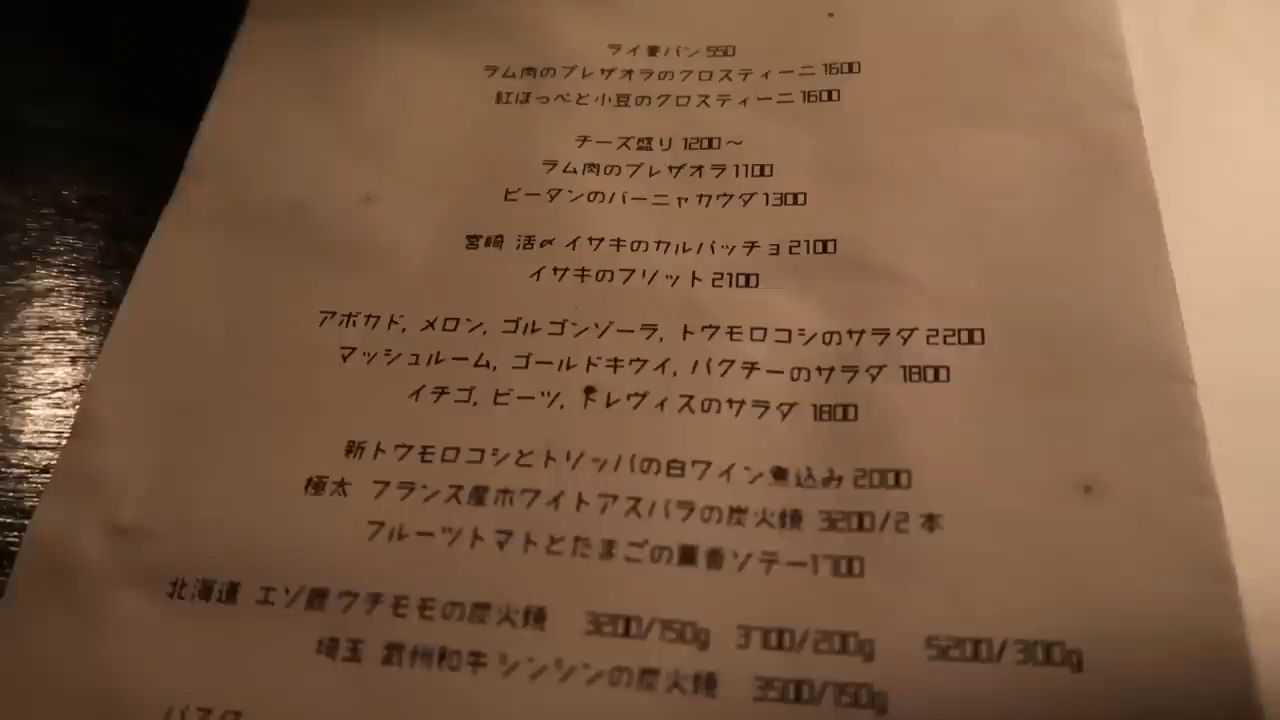 ライ麦パン 550
ラム肉のブレザオラのクロスティーニ 1600
紅ほっぺと小豆のクロスティーニ 1600
チーズ盛り 1200～
ラム肉のブレザオラ 1100
ピータンのバーニャカウダ 1300
宮崎 活〆イサキのカルパッチョ 2100
イサキのフリット 2100
アボカド, メロン, ゴルゴンゾーラ, トウモロコシのサラダ 2200
マッシュルーム, ゴールドキウイ, パクチーのサラダ 1800
イチゴ, ビーツ, トレヴィスのサラダ 1800
新トウモロコシとトリッパの白ワイン煮込み 2000
極太 フランス産ホワイトアスパラの炭火焼 3200/2 本
フルーツトマトとたまごの薫香ソテー 1700
北海道 エゾ鹿ウチモモの炭火焼 3200/150g 3700/200g 5200/300g
埼玉 武州和牛シンシンの炭火焼 3500/150g
パスタ